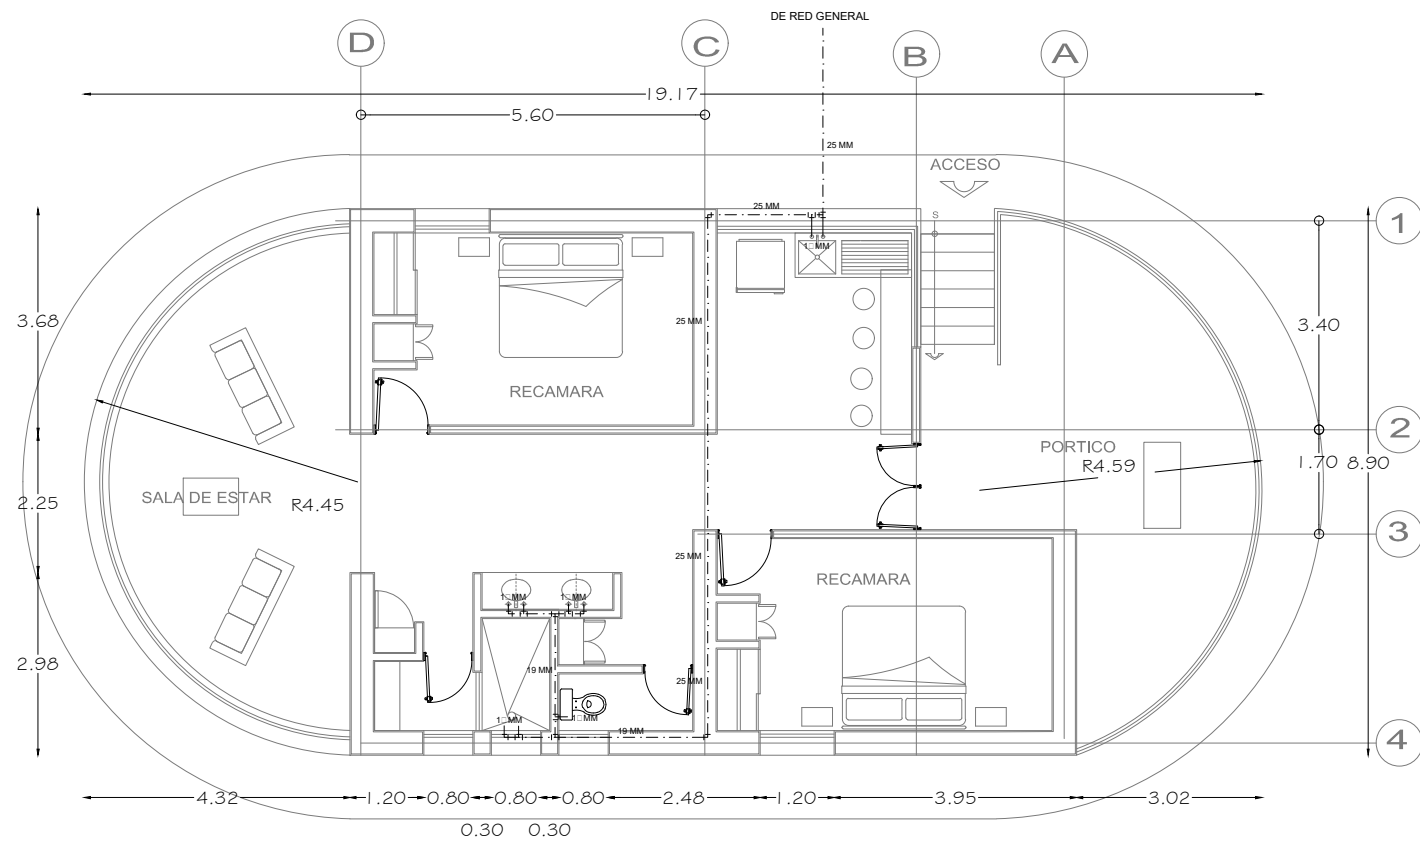 DE RED GENERAL
D
C
B
A
19.17
5.60
25 MM
ACCESO
25 MM
S
1
1□MM
3.68
25 MM
3.40
RECAMARA
2
PORTICO
R4.59
1.70
8.90
SALA DE ESTAR
R4.45
2.25
3
25 MM
RECAMARA
1□MM
1□MM
2.98
19 MM
25 MM
1□MM
1□MM
19 MM
4
4.32
1.20
0.80
0.80
0.80
2.48
1.20
3.95
3.02
0.30
0.30